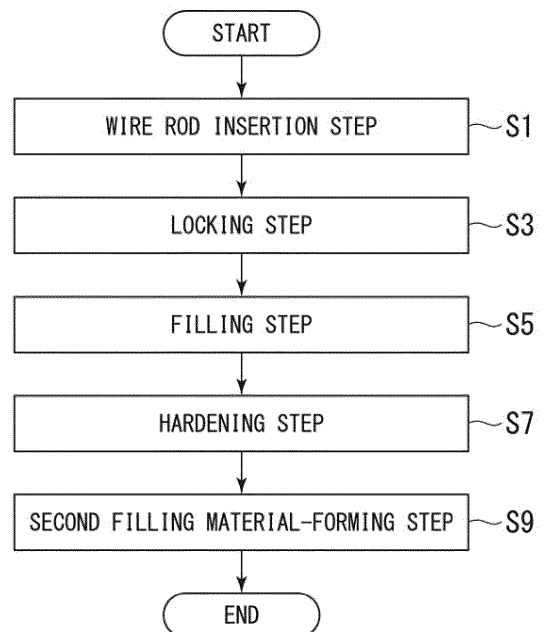 START
WIRE ROD INSERTION STEP
S1
LOCKING STEP
S3
FILLING STEP
S5
HARDENING STEP
S7
SECOND FILLING MATERIAL-FORMING STEP
S9
END